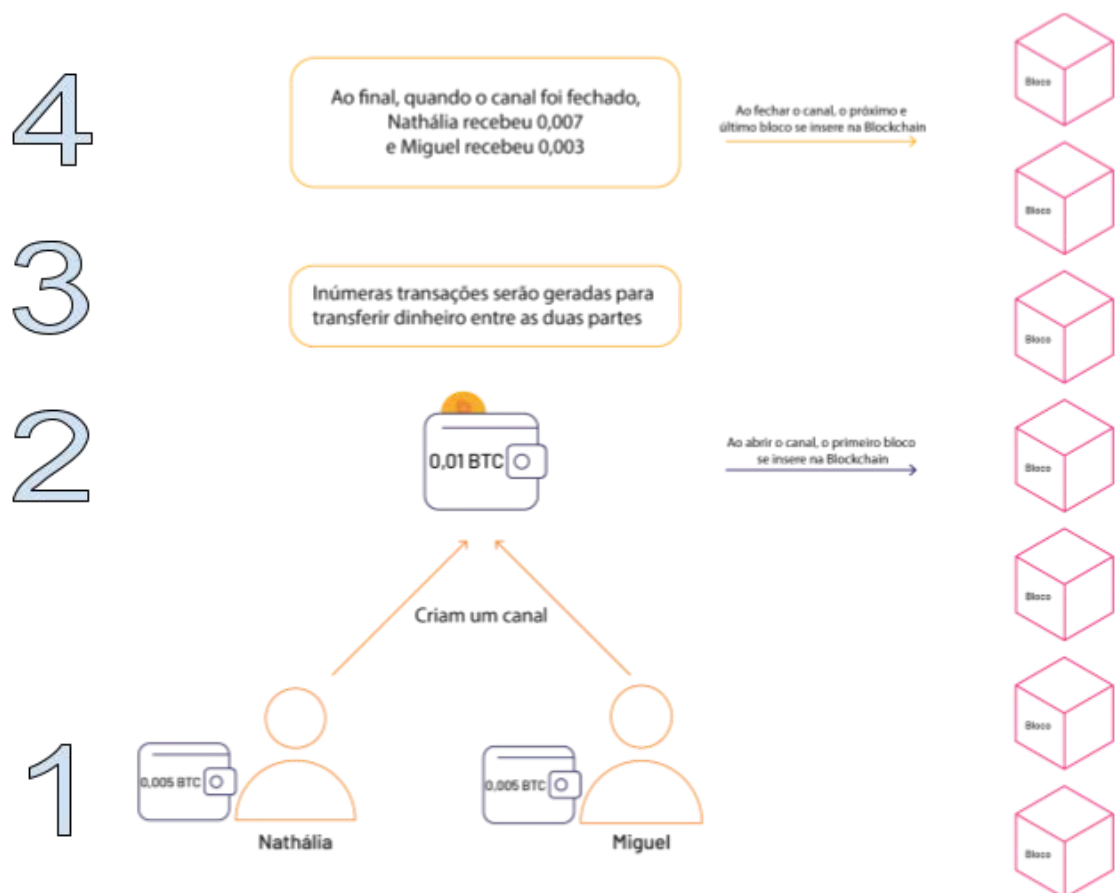 4
Ao final, quando o canal foi fechado,
Nathália recebeu 0,007
e Miguel recebeu 0,003
Ao fechar o canal, o próximo e
último bloco se insere na Blockchain
Bloco
Bloco
3
Inúmeras transações serão geradas para
transferir dinheiro entre as duas partes
Bloco
2
0,01 BTC
Ao abrir o canal, o primeiro bloco
se insere na Blockchain
Bloco
Criam um canal
Bloco
Bloco
1
0,005 BTC
Nathália
0,005 BTC
Miguel
Bloco